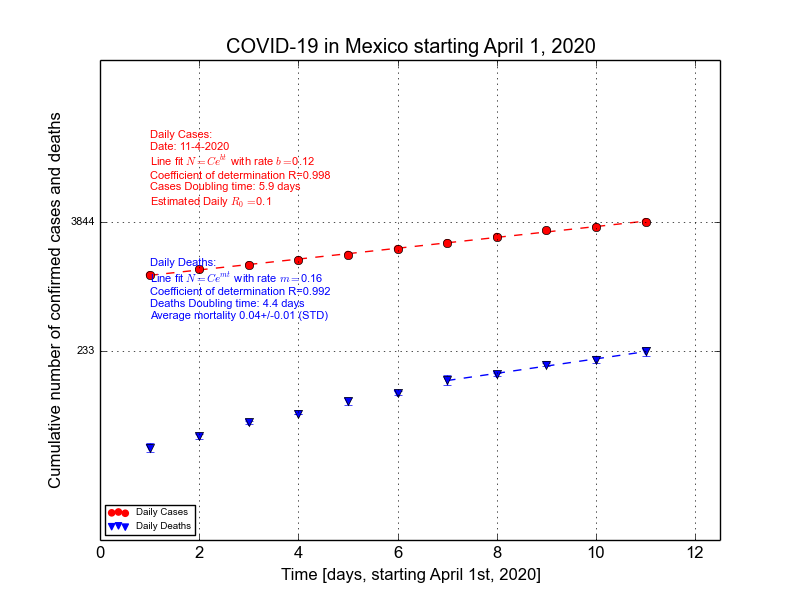 COVID-19 in Mexico starting April 1, 2020
Daily Cases:
Date: 11-4-2020
Line fit N = Ce^{bt} with rate b =0.12
Coefficient of determination R=0.998
Cases Doubling time: 5.9 days
Estimated Daily R_0 =0.1
Daily Deaths:
Line fit N = Ce^{mt} with rate m =0.16
Coefficient of determination R=0.992
Deaths Doubling time: 4.4 days
Average mortality 0.04+/-0.01 (STD)
Cumulative number of confirmed cases and deaths
3844
233
Daily Cases
Daily Deaths
0 2 4 6 8 10 12
Time [days, starting April 1st, 2020]